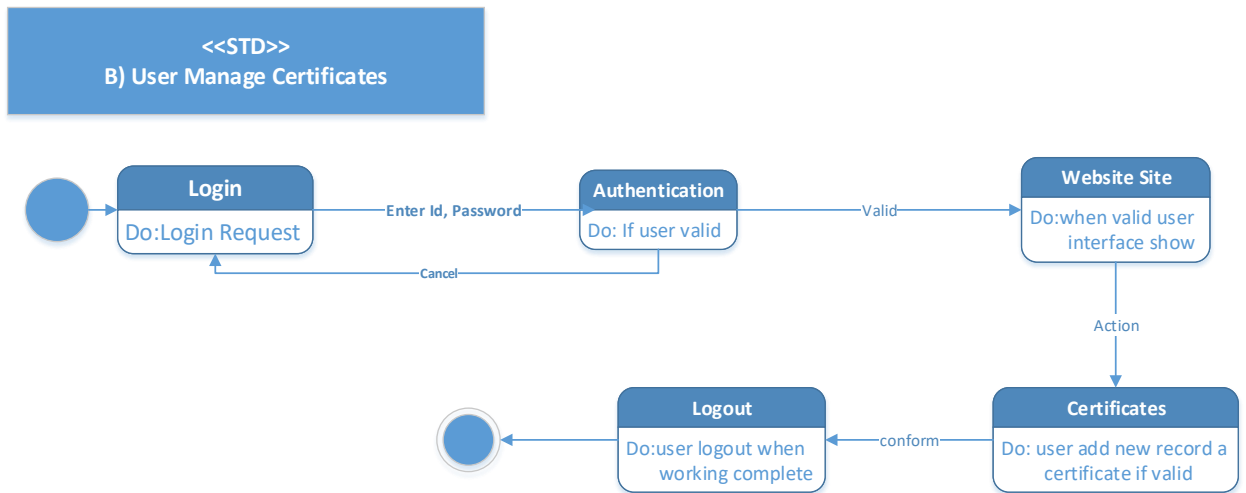 <<STD>>
B) User Manage Certificates
Login
Do:Login Request
Enter Id, Password
Authentication
Do: If user valid
Cancel
Valid
Website Site
Do:when valid user
interface show
Action
Certificates
Do: user add new record a
certificate if valid
conform
Logout
Do:user logout when
working complete